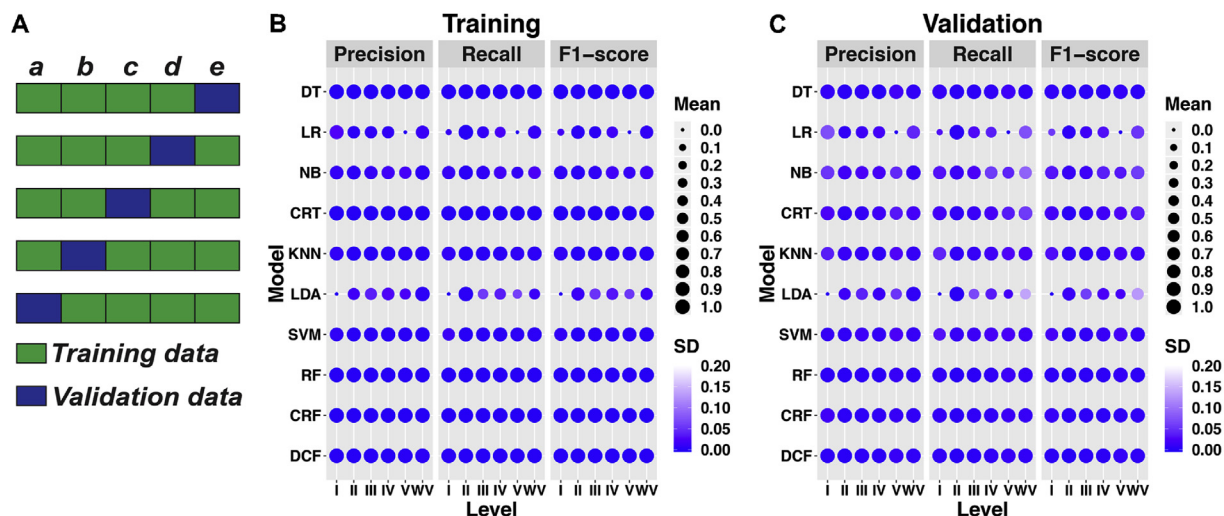 A
a b c d e
Training data
Validation data
B
Training
Precision Recall F1−score
Model
DT
LR
NB
CRT
KNN
LDA
SVM
RF
CRF
DCF
I II III IV V WV I II III IV V WV I II III IV V WV
Level
Mean
0.0
0.1
0.2
0.3
0.4
0.5
0.6
0.7
0.8
0.9
1.0
SD
0.20
0.15
0.10
0.05
0.00
C
Validation
Precision Recall F1−score
Model
DT
LR
NB
CRT
KNN
LDA
SVM
RF
CRF
DCF
I II III IV V WV I II III IV V WV I II III IV V WV
Level
Mean
0.0
0.1
0.2
0.3
0.4
0.5
0.6
0.7
0.8
0.9
1.0
SD
0.20
0.15
0.10
0.05
0.00